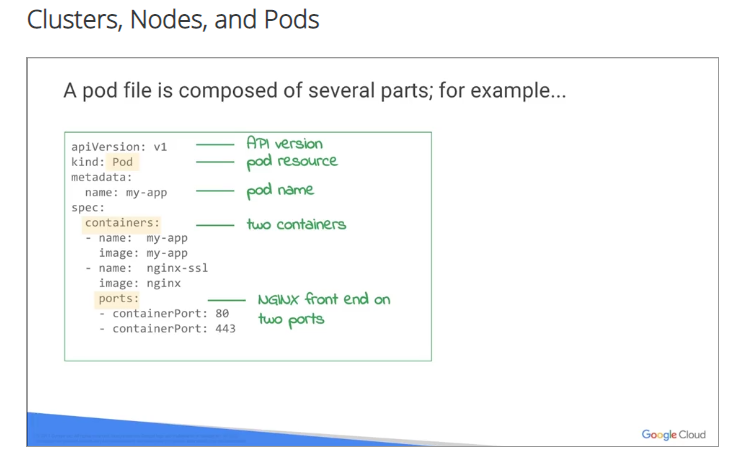 Clusters, Nodes, and Pods
A pod file is composed of several parts; for example...
apiVersion: v1 API version
kind: Pod pod resource
metadata:
name: my-app pod name
spec:
containers: two containers
- name: my-app
image: my-app
- name: nginx-ssl
image: nginx
ports: NGINX front end on
- containerPort: 80 two ports
- containerPort: 443
Google Cloud